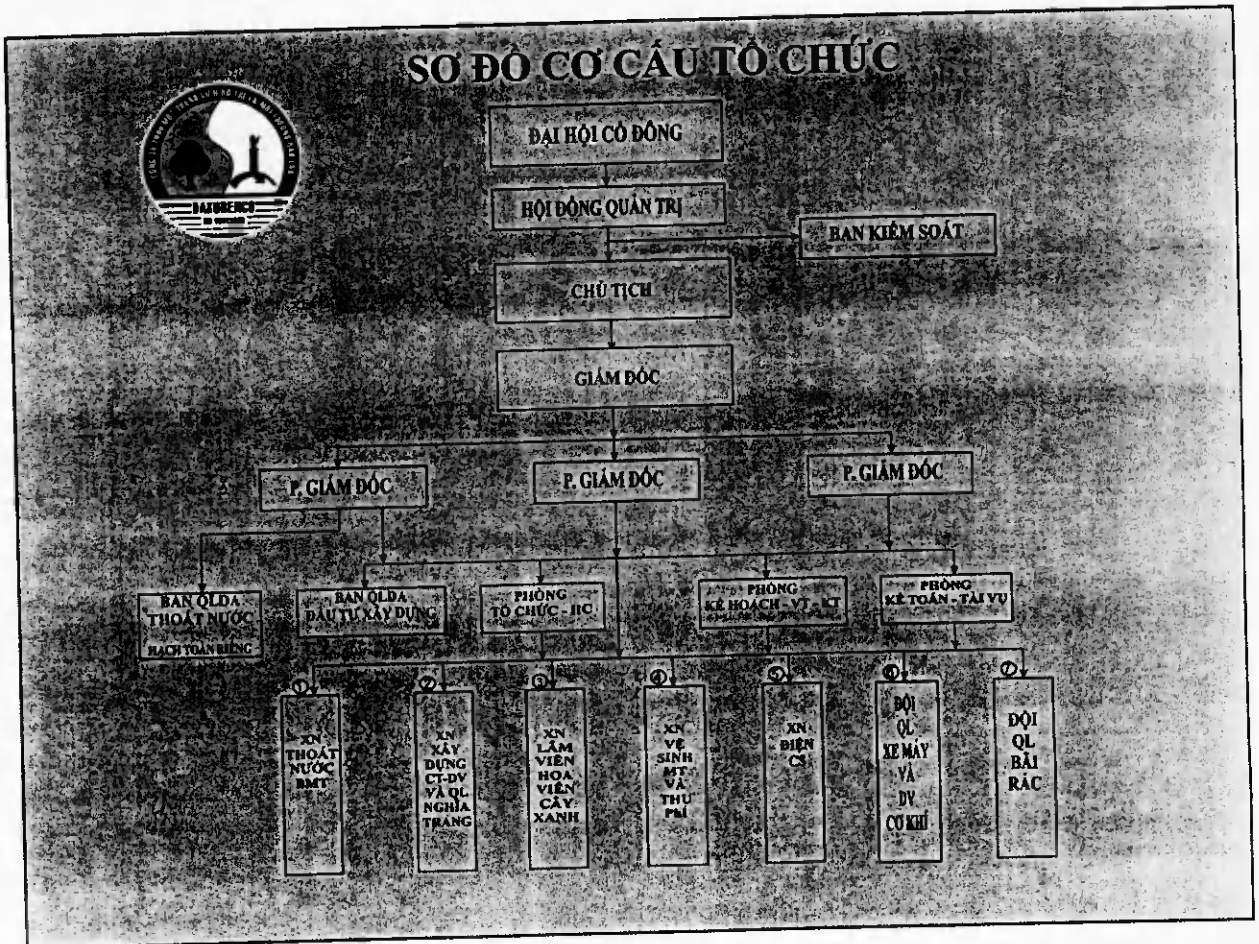 SƠ ĐỒ CƠ CẤU TỔ CHỨC
DAKURENCO
ĐẠI HỘI CỔ ĐÔNG
HỘI ĐỒNG QUẢN TRỊ
BAN KIỂM SOÁT
CHỦ TỊCH
GIÁM ĐỐC
P. GIÁM ĐỐC
P. GIÁM ĐỐC
P. GIÁM ĐỐC
BAN QLDA
THOÁT NƯỚC
HẠCH TOÁN RIÊNG
BAN QLDA
ĐẦU TƯ XÂY DỰNG
PHÒNG
TỔ CHỨC - HC
PHÒNG
KẾ HOẠCH - VT - KT
PHÒNG
KẾ TOÁN - TÀI VỤ
1
XN
THOÁT
NƯỚC
BMT
2
XN
XÂY
DỰNG
CT-DV
VÀ QL
NGHĨA
TRANG
3
XN
LÂM
VIÊN
HOA
VIÊN
CÂY
XANH
4
XN
VỆ
SINH
MT
VÀ
THU
PHÍ
5
XN
ĐIỆN
CS
6
ĐỘI
QL
XE MÁY
VÀ
DV
CƠ KHÍ
7
ĐỘI
QL
BÃI
RÁC